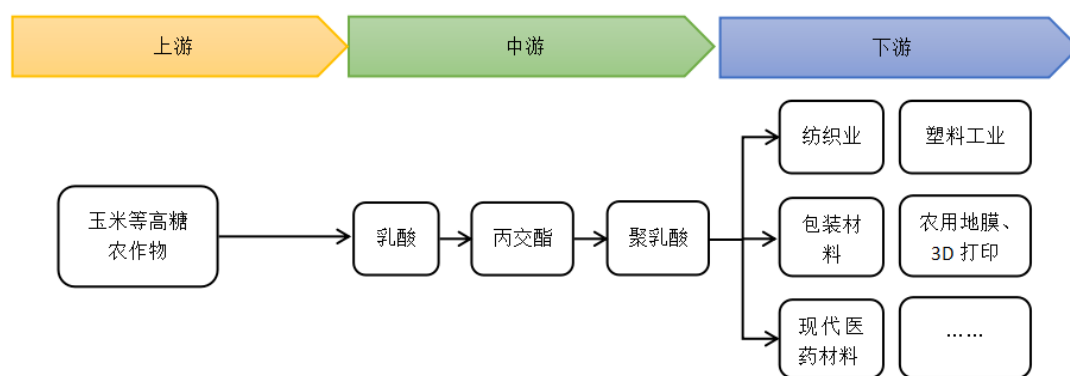 上游
中游
下游
玉米等高糖
农作物
乳酸
丙交酯
聚乳酸
纺织业
塑料工业
包装材
料
农用地膜、
3D 打印
现代医
药材料
……